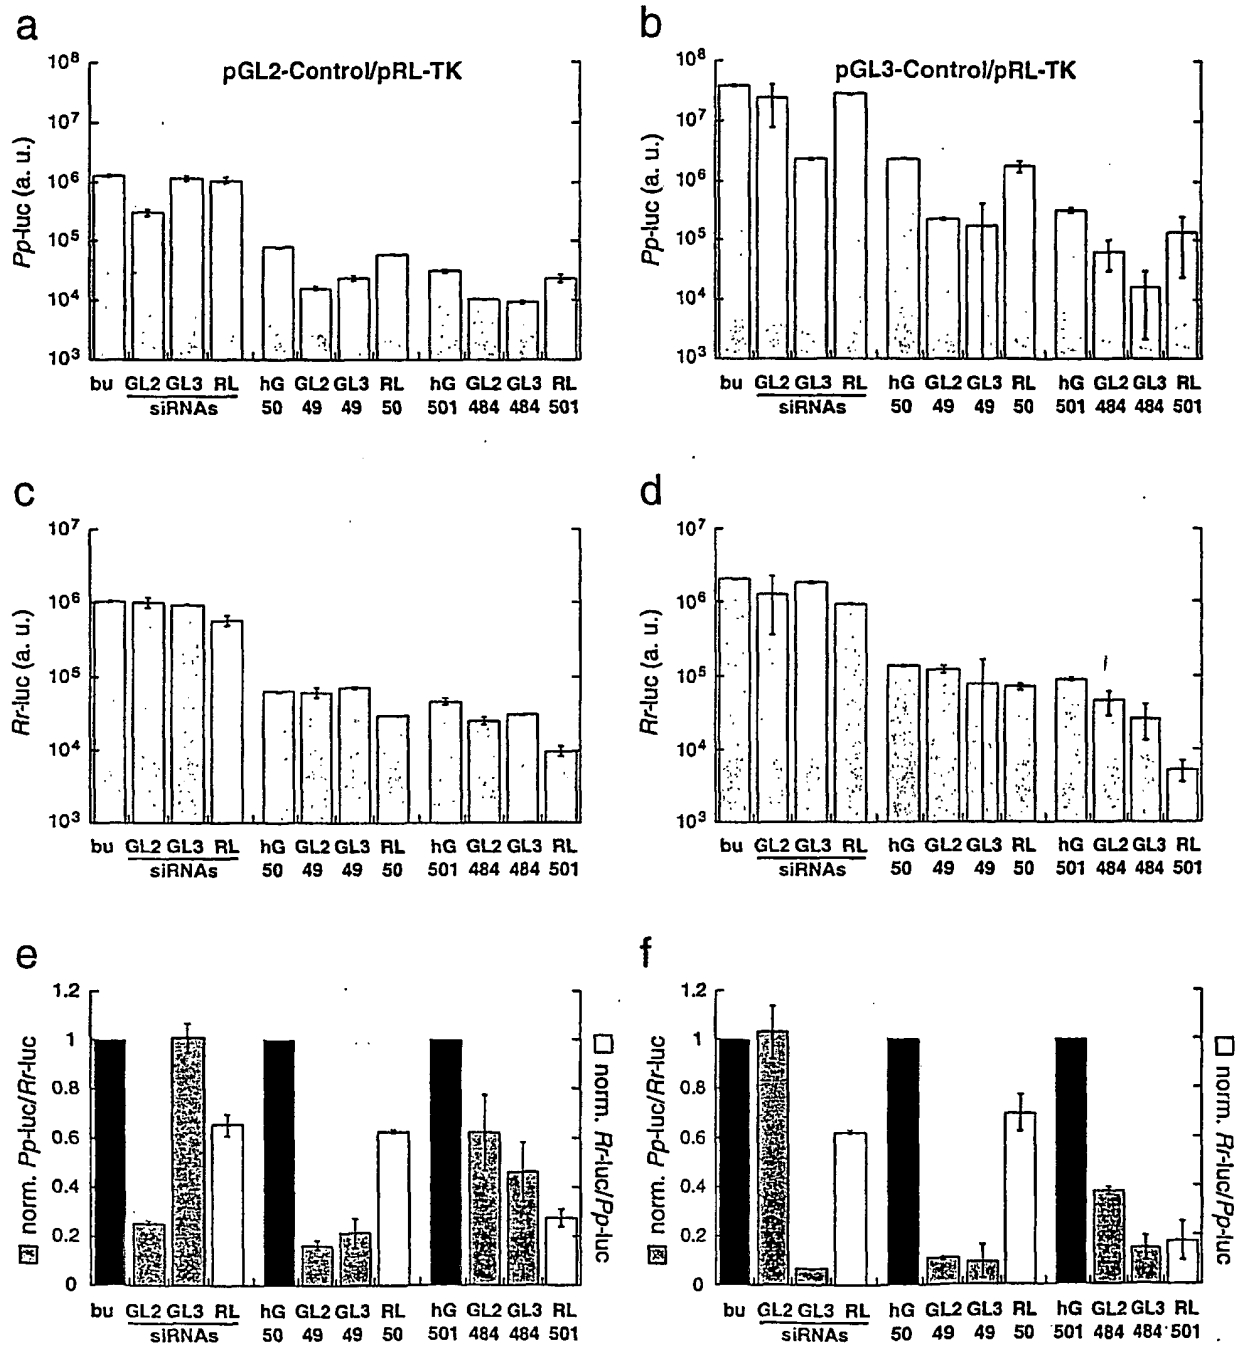 a
pGL2-Control/pRL-TK
Pp-luc (a. u.)
10⁸
10⁷
10⁶
10⁵
10⁴
10³
bu GL2 GL3 RL hG GL2 GL3 RL hG GL2 GL3 RL
siRNAs 50 49 49 50 501 484 484 501
b
pGL3-Control/pRL-TK
Pp-luc (a. u.)
10⁸
10⁷
10⁶
10⁵
10⁴
10³
bu GL2 GL3 RL hG GL2 GL3 RL hG GL2 GL3 RL
siRNAs 50 49 49 50 501 484 484 501
c
Rr-luc (a. u.)
10⁷
10⁶
10⁵
10⁴
10³
bu GL2 GL3 RL hG GL2 GL3 RL hG GL2 GL3 RL
siRNAs 50 49 49 50 501 484 484 501
d
Rr-luc (a. u.)
10⁷
10⁶
10⁵
10⁴
10³
bu GL2 GL3 RL hG GL2 GL3 RL hG GL2 GL3 RL
siRNAs 50 49 49 50 501 484 484 501
e
norm. Pp-luc/Rr-luc
1.2
1
0.8
0.6
0.4
0.2
0
norm. Rr-luc/Pp-luc
bu GL2 GL3 RL hG GL2 GL3 RL hG GL2 GL3 RL
siRNAs 50 49 49 50 501 484 484 501
f
norm. Pp-luc/Rr-luc
1.2
1
0.8
0.6
0.4
0.2
0
norm. Rr-luc/Pp-luc
bu GL2 GL3 RL hG GL2 GL3 RL hG GL2 GL3 RL
siRNAs 50 49 49 50 501 484 484 501